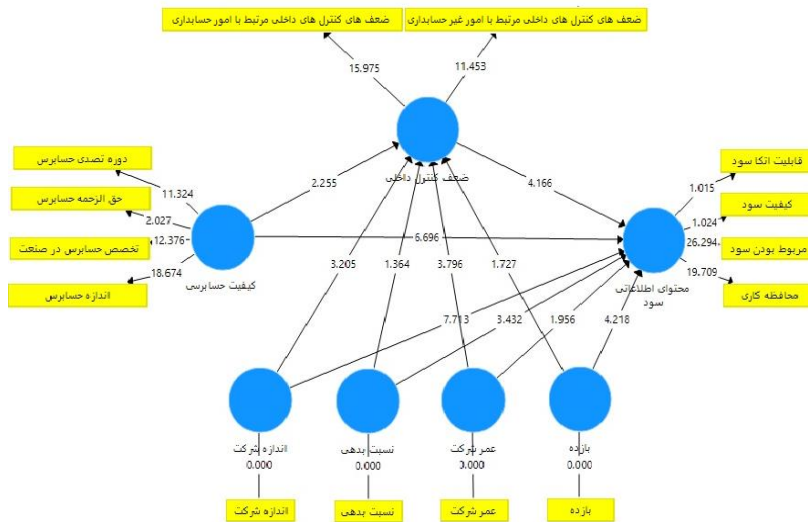 ضعف های کنترل های داخلی مرتبط با امور غیر حسابداری
ضعف های کنترل های داخلی مرتبط با امور حسابداری
15.975
11.453
ضعف کنترل داخلی
دوره تصدی حسابرس
حق الزحمه حسابرس
تخصص حسابرس در صنعت
اندازه حسابرس
11.324
2.027
12.376
18.674
کیفیت حسابرسی
2.255
4.166
6.696
قابلیت اتکا سود
کیفیت سود
مربوط بودن سود
محافظه کاری
1.015
1.024
26.294
19.709
محتوای اطلاعاتی
سود
3.205
1.364
3.796
1.727
7.713
3.432
1.956
4.218
اندازه شرکت
0.000
اندازه شرکت
نسبت بدهی
0.000
نسبت بدهی
عمر شرکت
0.000
عمر شرکت
بازده
0.000
بازده